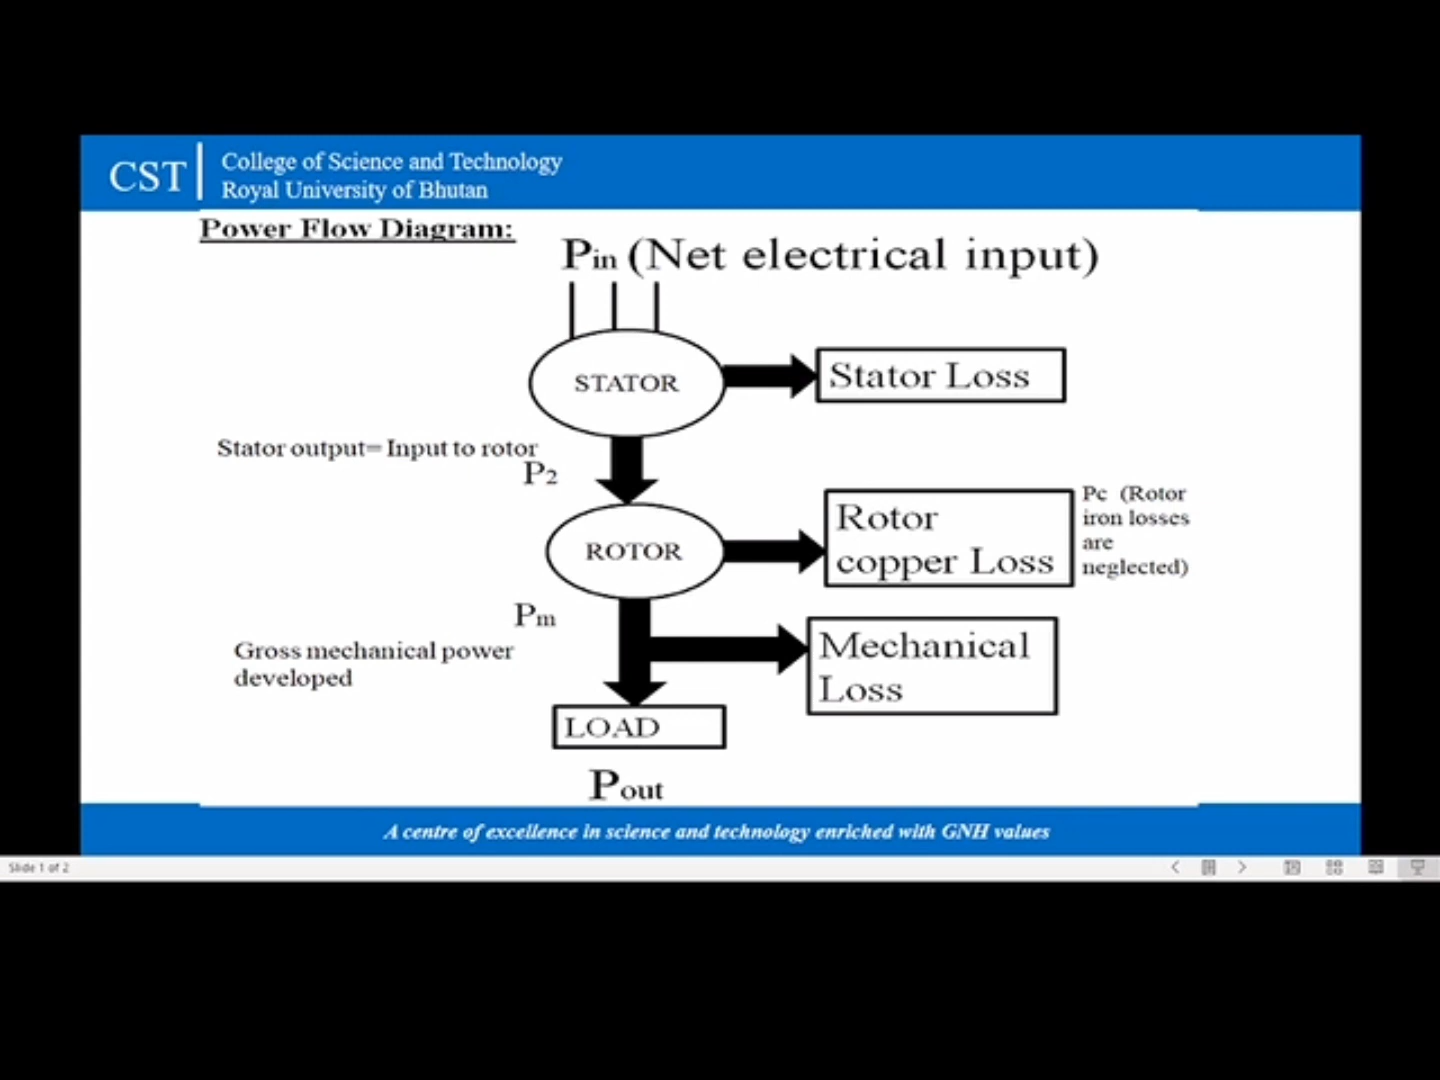 CST
College of Science and Technology
Royal University of Bhutan
Power Flow Diagram:
Pin (Net electrical input)
STATOR
Stator Loss
Stator output= Input to rotor
P2
ROTOR
Rotor
copper Loss
Pc (Rotor
iron losses
are
neglected)
Pm
Gross mechanical power
developed
Mechanical
Loss
LOAD
Pout
A centre of excellence in science and technology enriched with GNH values
Slide 1 of 2